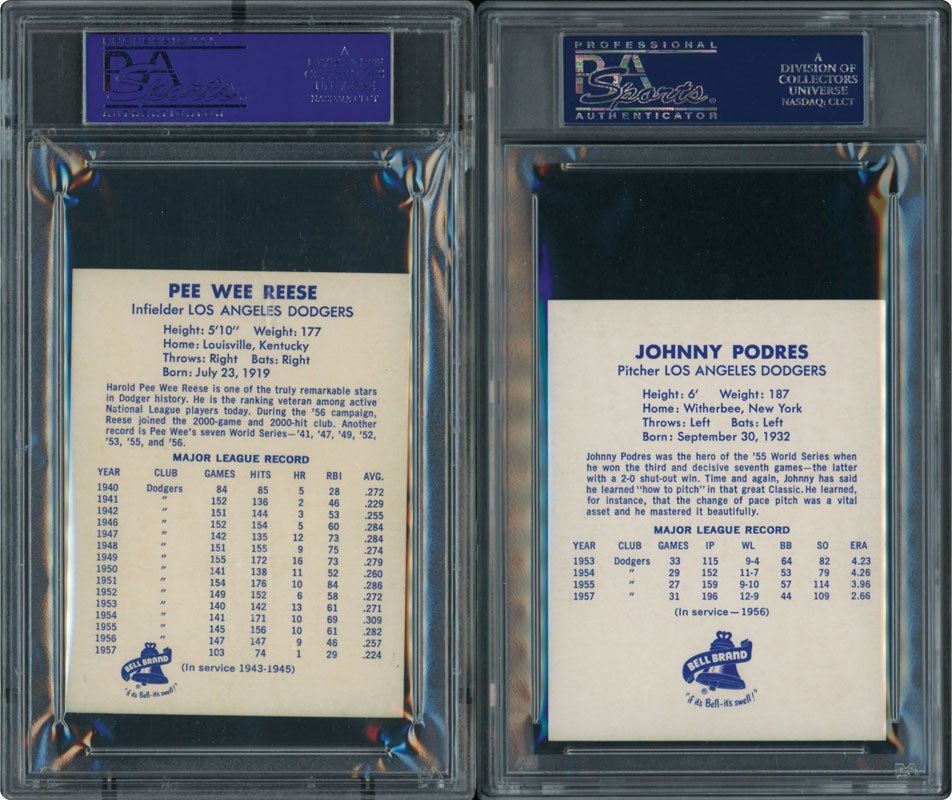 PROFESSIONAL
PSA
Sports
AUTHENTICATOR
A
DIVISION OF
COLLECTORS
UNIVERSE
NASDAQ: CLCT
PEE WEE REESE
Infielder LOS ANGELES DODGERS
Height: 5'10" Weight: 177
Home: Louisville, Kentucky
Throws: Right Bats: Right
Born: July 23, 1919
Harold Pee Wee Reese is one of the truly remarkable stars
in Dodger history. He is the ranking veteran among active
National League players today. During the '56 campaign,
Reese joined the 2000-game and 2000-hit club. Another
record is Pee Wee's seven World Series—'41, '47, '49, '52,
'53, '55, and '56.
MAJOR LEAGUE RECORD
YEAR CLUB GAMES HITS HR RBI AVG.
1940 Dodgers 84 85 5 28 .272
1941 " 152 136 2 46 .229
1942 " 151 144 3 53 .255
1946 " 152 154 5 60 .284
1947 " 142 135 12 73 .284
1948 " 151 155 9 75 .274
1949 " 155 172 16 73 .279
1950 " 141 138 11 52 .260
1951 " 154 176 10 84 .286
1952 " 149 152 6 58 .272
1953 " 140 142 13 61 .271
1954 " 141 171 10 69 .309
1955 " 145 156 10 61 .282
1956 " 147 147 9 46 .257
1957 " 103 74 1 29 .224
(In service 1943-1945)
BELL BRAND
"if it's Bell-it's swell!"
PROFESSIONAL
PSA
Sports
AUTHENTICATOR
A
DIVISION OF
COLLECTORS
UNIVERSE
NASDAQ: CLCT
JOHNNY PODRES
Pitcher LOS ANGELES DODGERS
Height: 6' Weight: 187
Home: Witherbee, New York
Throws: Left Bats: Left
Born: September 30, 1932
Johnny Podres was the hero of the '55 World Series when
he won the third and decisive seventh games—the latter
with a 2-0 shut-out win. Time and again, Johnny has said
he learned "how to pitch" in that great Classic. He learned,
for instance, that the change of pace pitch was a vital
asset and he mastered it beautifully.
MAJOR LEAGUE RECORD
YEAR CLUB GAMES IP WL BB SO ERA
1953 Dodgers 33 115 9-4 64 82 4.23
1954 " 29 152 11-7 53 79 4.26
1955 " 27 159 9-10 57 114 3.96
1957 " 31 196 12-9 44 109 2.66
(In service—1956)
BELL BRAND
®
"if it's Bell-it's swell!"